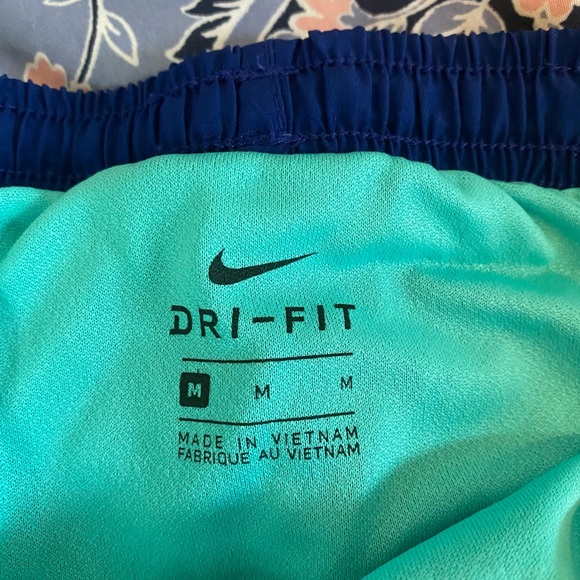 DRI-FIT
M M M
MADE IN VIETNAM
FABRIQUE AU VIETNAM